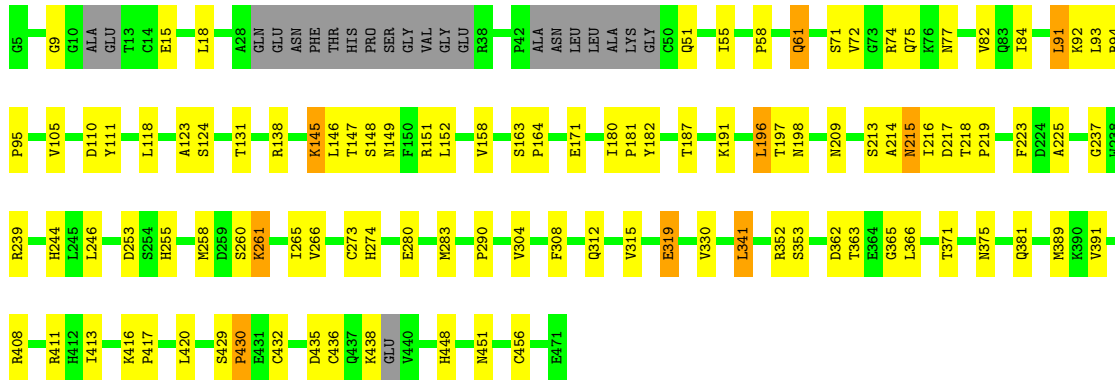 G5 G9 G10 ALA GLU T13 C14 E15 L18 A28 GLN GLU ASN PHE THR HIS PRO SER GLY VAL GLY GLU R38 P42 ALA ASN LEU LEU ALA LYS GLY C50 Q51 I55 P58 Q61 S71 V72 G73 R74 Q75 K76 N77 V82 Q83 I84 L91 K92 L93 R94
P95 V105 D110 Y111 L118 A123 S124 T131 R138 K145 L146 T147 S148 N149 F150 R151 L152 V158 S163 P164 E171 I180 P181 Y182 T187 K191 L196 T197 N198 N209 S213 A214 N215 I216 D217 T218 P219 F223 D224 A225 G237 W238
R239 H244 L245 L246 D253 S254 H255 M258 D259 S260 K261 I265 V266 C273 H274 E280 M283 P290 V304 F308 Q312 V315 E319 V330 L341 R352 S353 D362 T363 E364 G365 L366 T371 N375 Q381 M389 K390 V391
R408 R411 H412 I413 K416 P417 L420 S429 P430 E431 C432 D435 C436 Q437 K438 GLU V440 H448 N451 C456 E471